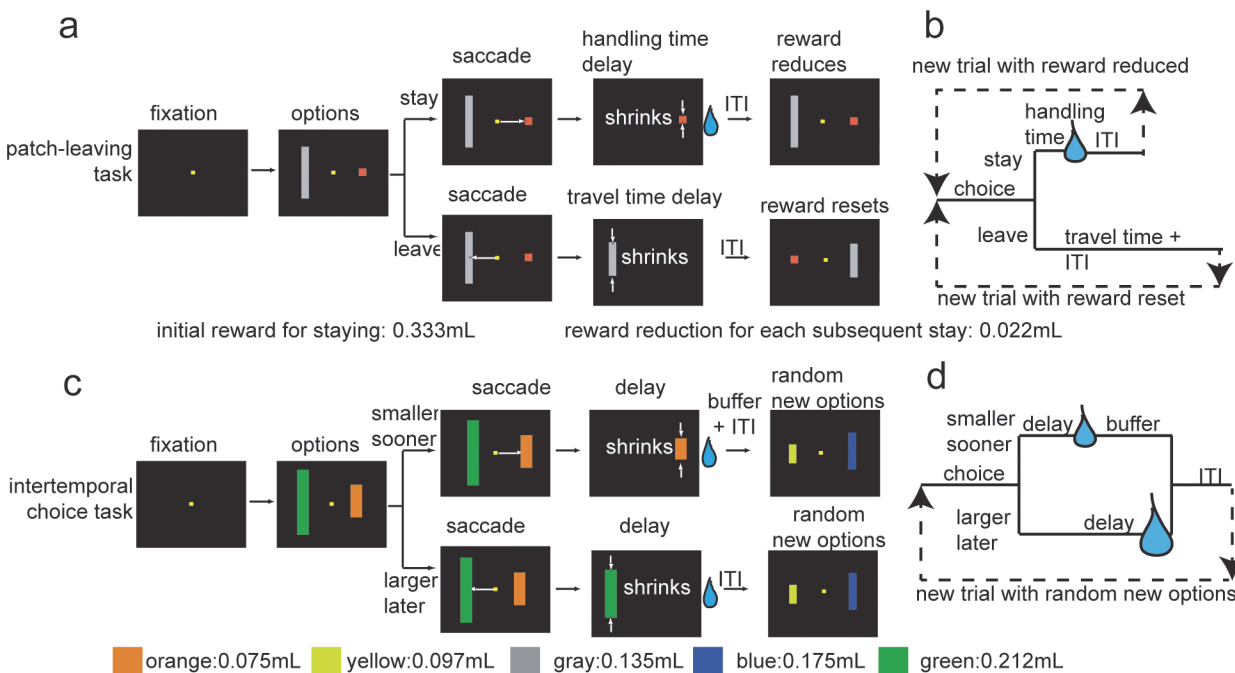 a
patch-leaving
task
fixation
options
stay
leave
saccade
handling time
delay
shrinks
ITI
reward
reduces
saccade
travel time delay
shrinks
ITI
reward resets
initial reward for staying: 0.333mL
reward reduction for each subsequent stay: 0.022mL
b
new trial with reward reduced
handling
time
ITI
stay
choice
leave
travel time +
ITI
new trial with reward reset
c
intertemporal
choice task
fixation
options
smaller
sooner
larger
later
saccade
delay
shrinks
buffer
+ ITI
random
new options
saccade
delay
shrinks
ITI
random
new options
orange:0.075mL
yellow:0.097mL
gray:0.135mL
blue:0.175mL
green:0.212mL
d
smaller
sooner
delay
buffer
choice
ITI
larger
later
delay
new trial with random new options